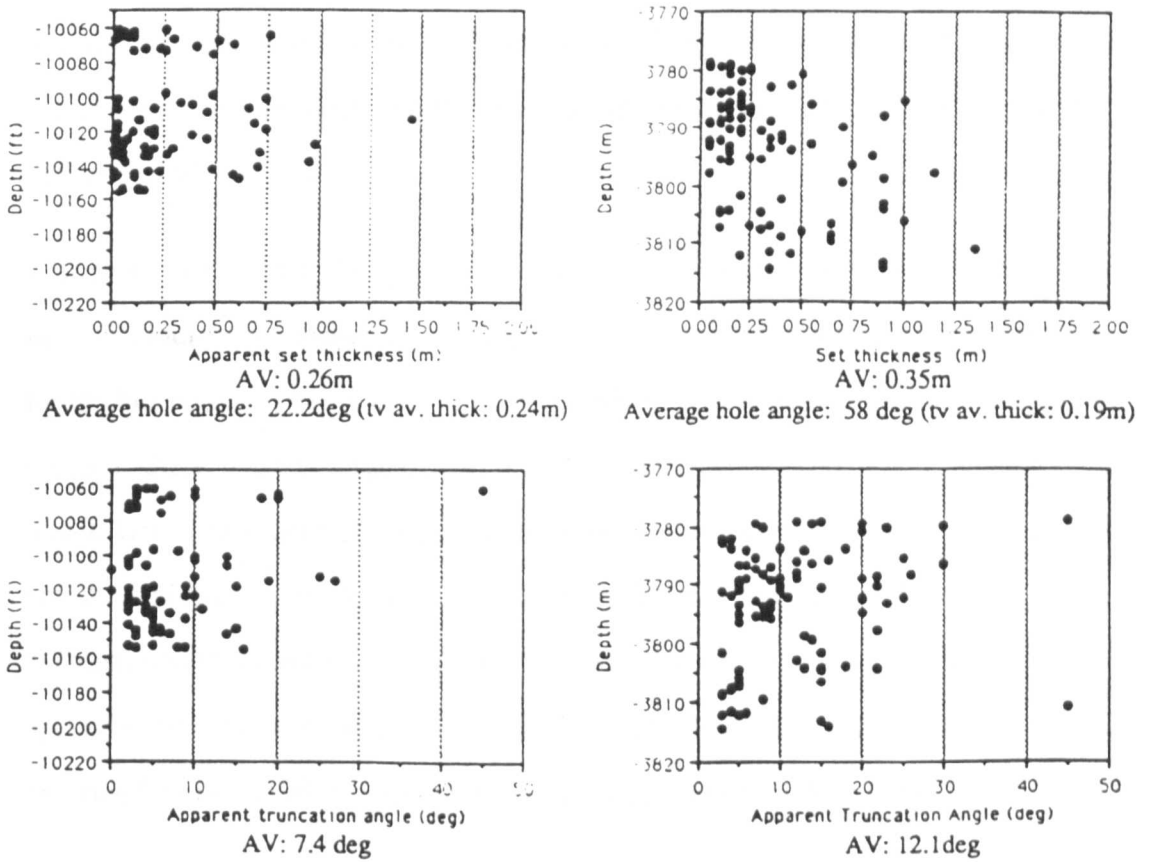 -10060
-10080
-10100
-10120
-10140
-10160
-10180
-10200
-10220
Depth (ft)
0 00 0 25 0 50 0 75 1 00 1 25 1 50 1 75 2 00
Apparent set thickness (m)
AV: 0.26m
Average hole angle: 22.2deg (tv av. thick: 0.24m)
-3770
3780
3790
3800
3810
3820
Depth (m)
0 00 0 25 0 50 0 75 1 00 1 25 1 50 1 75 2 00
Set thickness (m)
AV: 0.35m
Average hole angle: 58 deg (tv av. thick: 0.19m)
-10060
-10080
-10100
-10120
-10140
-10160
-10180
-10200
-10220
Depth (ft)
0 10 20 30 40 50
Apparent truncation angle (deg)
AV: 7.4 deg
-3770
-3780
-3790
-3800
-3810
-3820
Depth (m)
0 10 20 30 40 50
Apparent Truncation Angle (deg)
AV: 12.1deg